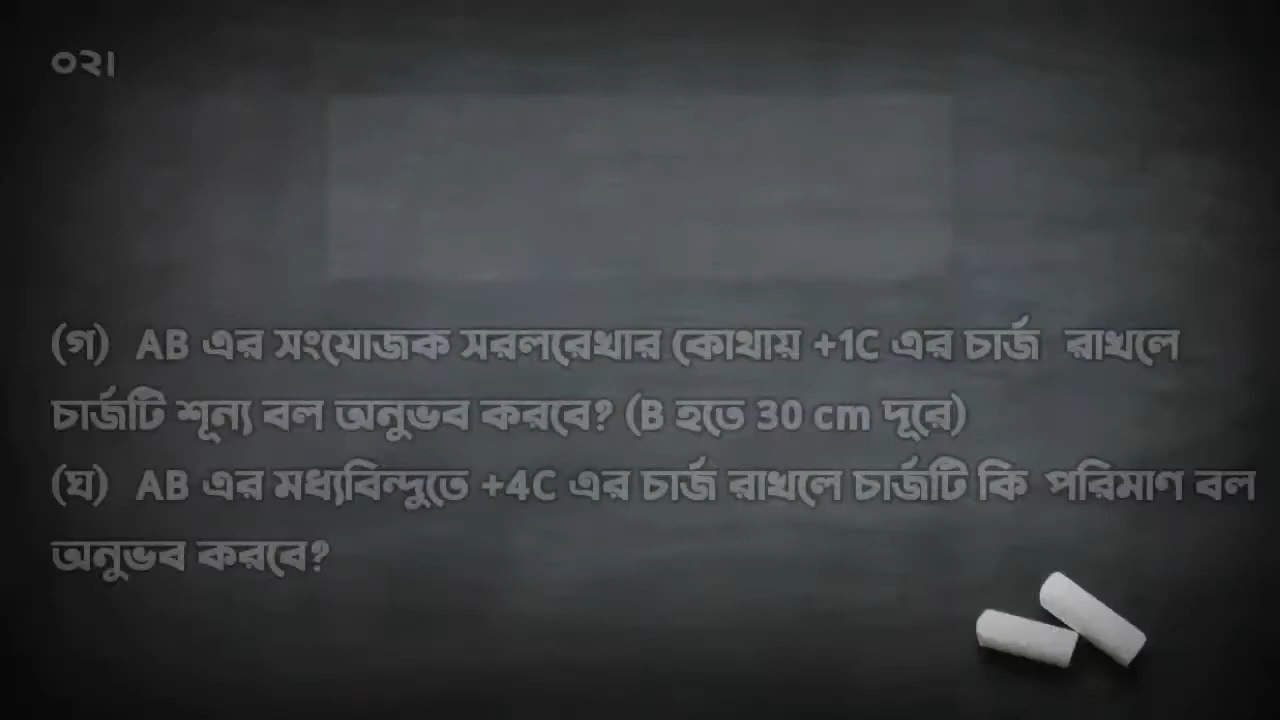 ০২।
(গ) AB এর সংযোজক সরলরেখার কোথায় +1C এর চার্জ রাখলে
চার্জটি শূন্য বল অনুভব করবে? (B হতে 30 cm দূরে)
(ঘ) AB এর মধ্যবিন্দুতে +4C এর চার্জ রাখলে চার্জটি কি পরিমাণ বল
অনুভব করবে?